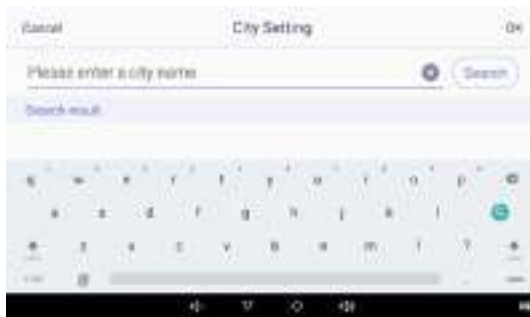 Cancel City Setting OK
Please enter a city name Search
Search result
q w e r t y u i o p
a s d f g h j k l
z x c v b n m ! ?
@ .